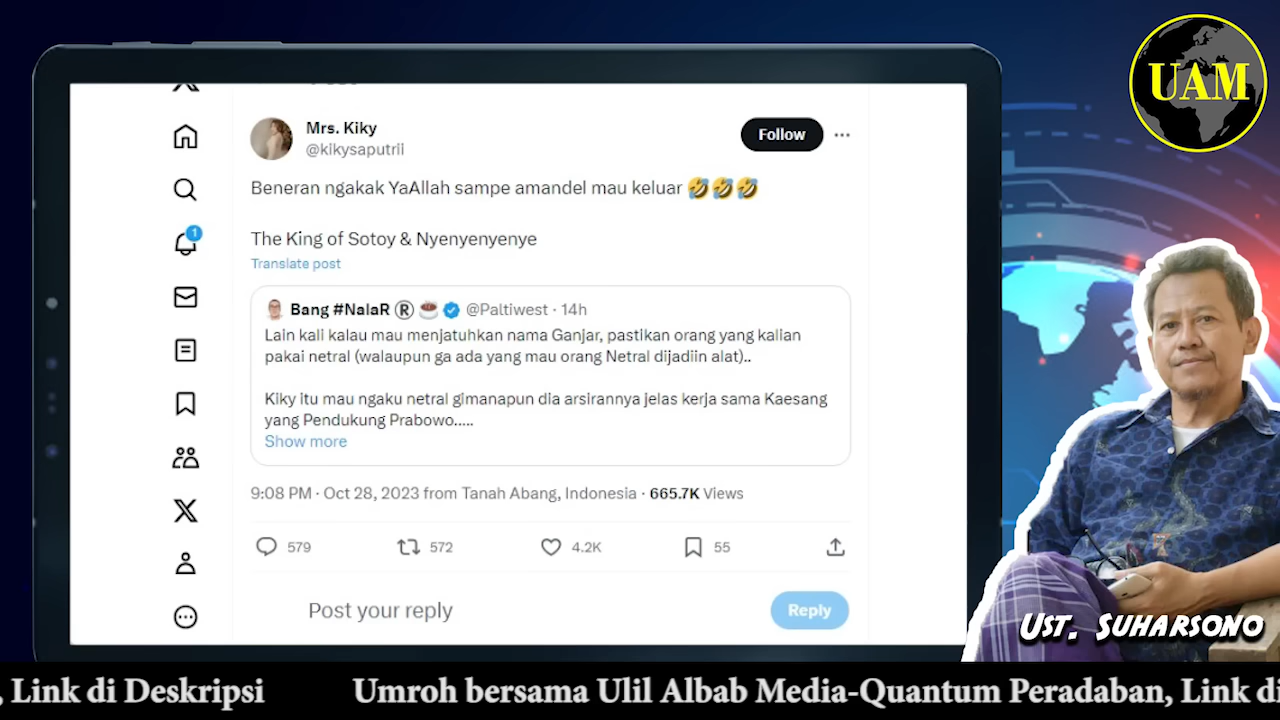 UAM
Mrs. Kiky
@kikysaputrii
Follow
Beneran ngakak YaAllah sampe amandel mau keluar 🤣🤣🤣
The King of Sotoy & Nyenyenyenye
Translate post
Bang #NalaR Ⓡ ☕ @Paltiwest · 14h
Lain kali kalau mau menjatuhkan nama Ganjar, pastikan orang yang kalian
pakai netral (walaupun ga ada yang mau orang Netral dijadiin alat)..
Kiky itu mau ngaku netral gimanapun dia arsirannya jelas kerja sama Kaesang
yang Pendukung Prabowo.....
Show more
9:08 PM · Oct 28, 2023 from Tanah Abang, Indonesia · 665.7K Views
579 572 4.2K 55
Post your reply
Reply
1
Ust. Suharsono
, Link di Deskripsi Umroh bersama Ulil Albab Media-Quantum Peradaban, Link di